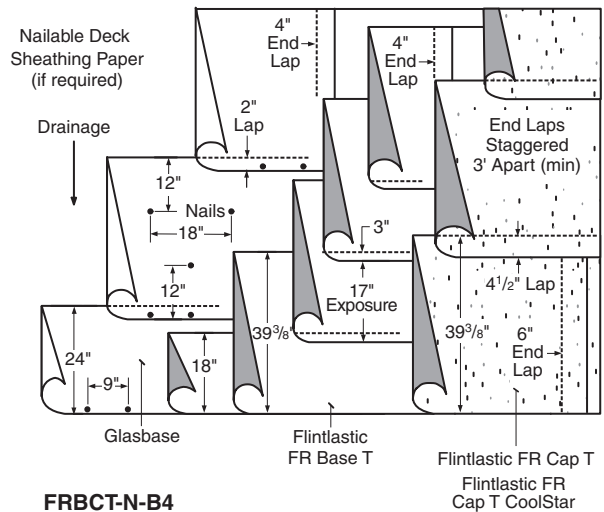 Nailable Deck
Sheathing Paper
(if required)
Drainage
4"
End
Lap
4"
End
Lap
2"
Lap
End Laps
Staggered
3' Apart (min)
12"
Nails
18"
3"
12"
17"
Exposure
4 1/2" Lap
24"
39 3/8"
39 3/8"
6"
End
Lap
18"
9"
Glasbase
Flintlastic
FR Base T
Flintlastic FR Cap T
Flintlastic FR
Cap T CoolStar
FRBCT-N-B4